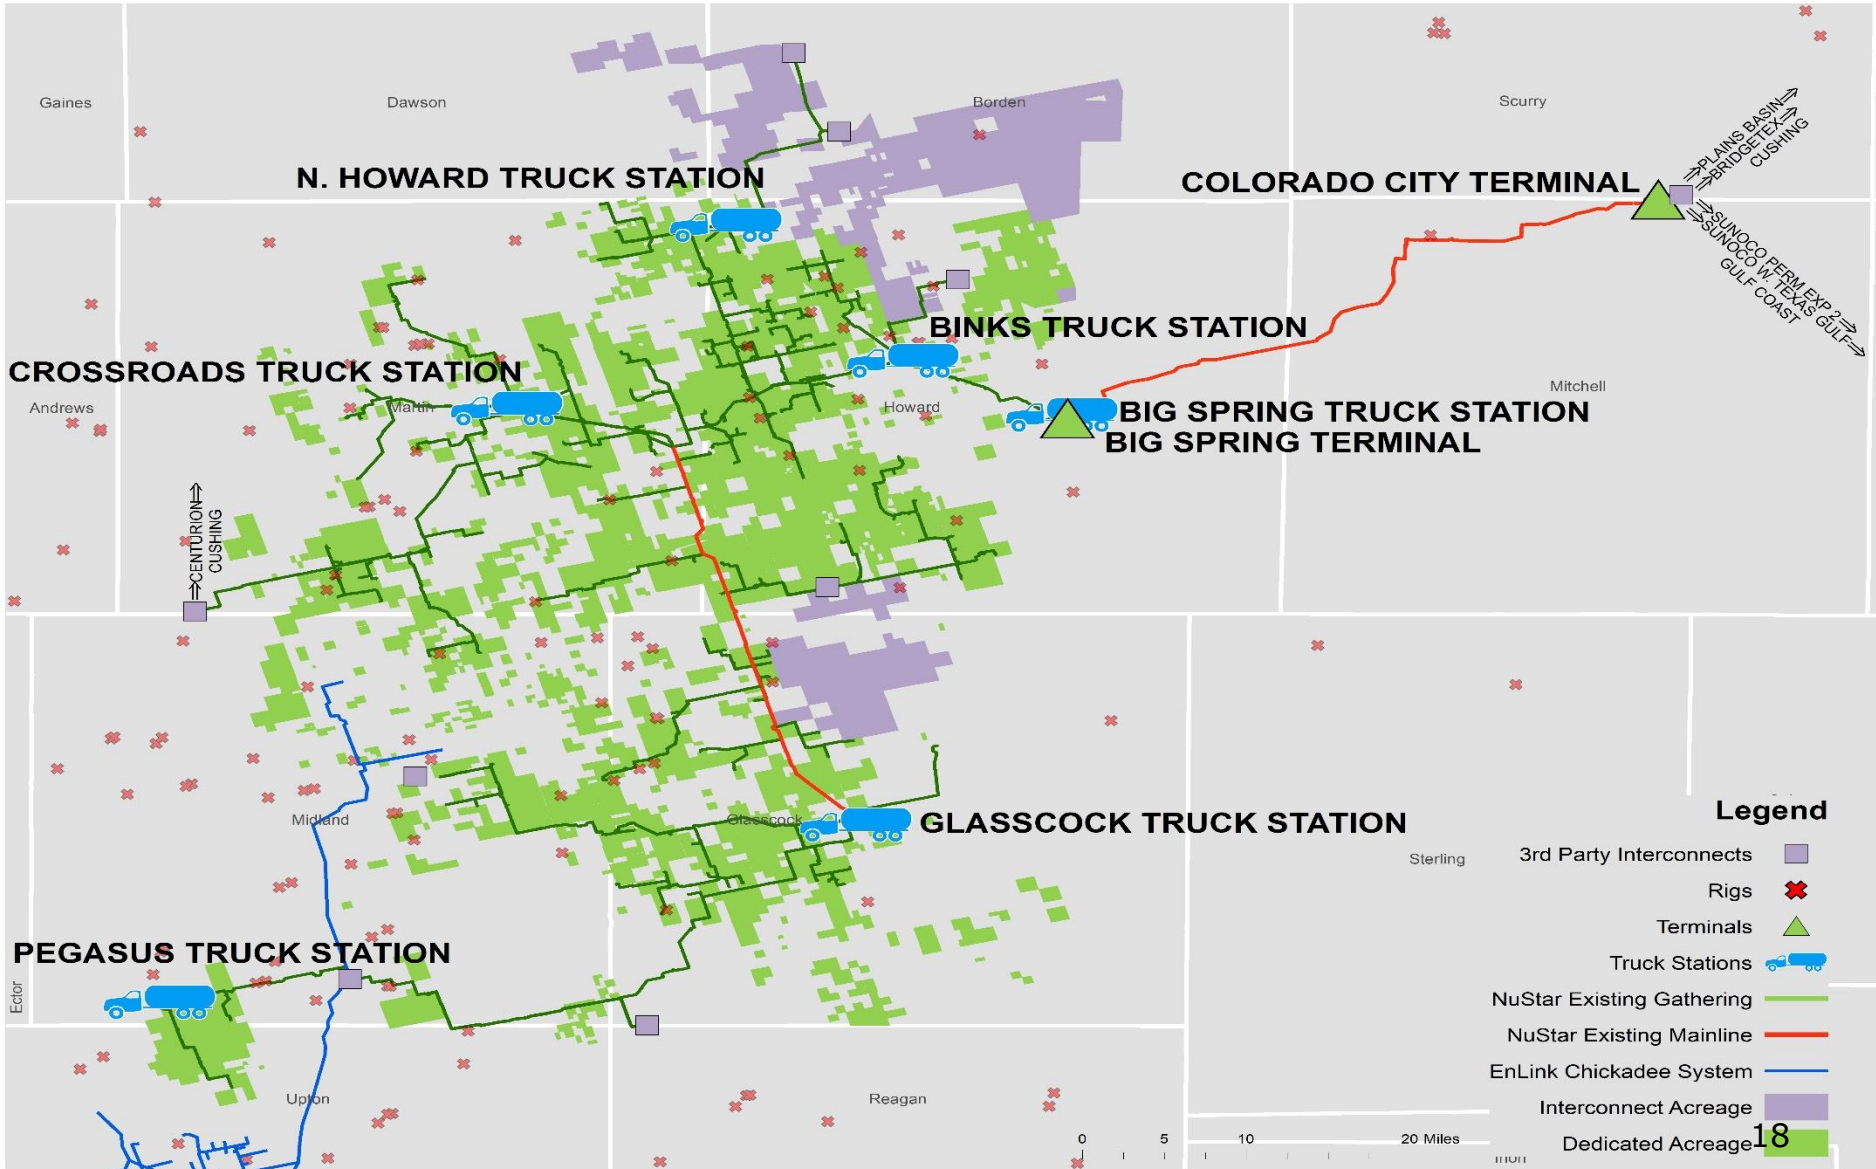 Gaines
Dawson
Borden
Scurry
⇒PLAINS BASIN⇒
⇒BRIDGETEX⇒
CUSHING
N. HOWARD TRUCK STATION
COLORADO CITY TERMINAL
⇒SUNOCO PERM EXP 2⇒
⇒SUNOCO W. TEXAS GULF⇒
GULF COAST
BINKS TRUCK STATION
CROSSROADS TRUCK STATION
Andrews
Martin
Howard
Mitchell
BIG SPRING TRUCK STATION
BIG SPRING TERMINAL
⇒CENTURION⇒
CUSHING
Midland
Glasscock
GLASSCOCK TRUCK STATION
Sterling
PEGASUS TRUCK STATION
Ector
Upton
Reagan
Legend
3rd Party Interconnects
Rigs
Terminals
Truck Stations
NuStar Existing Gathering
NuStar Existing Mainline
EnLink Chickadee System
Interconnect Acreage
Dedicated Acreage
18
0 5 10 20 Miles